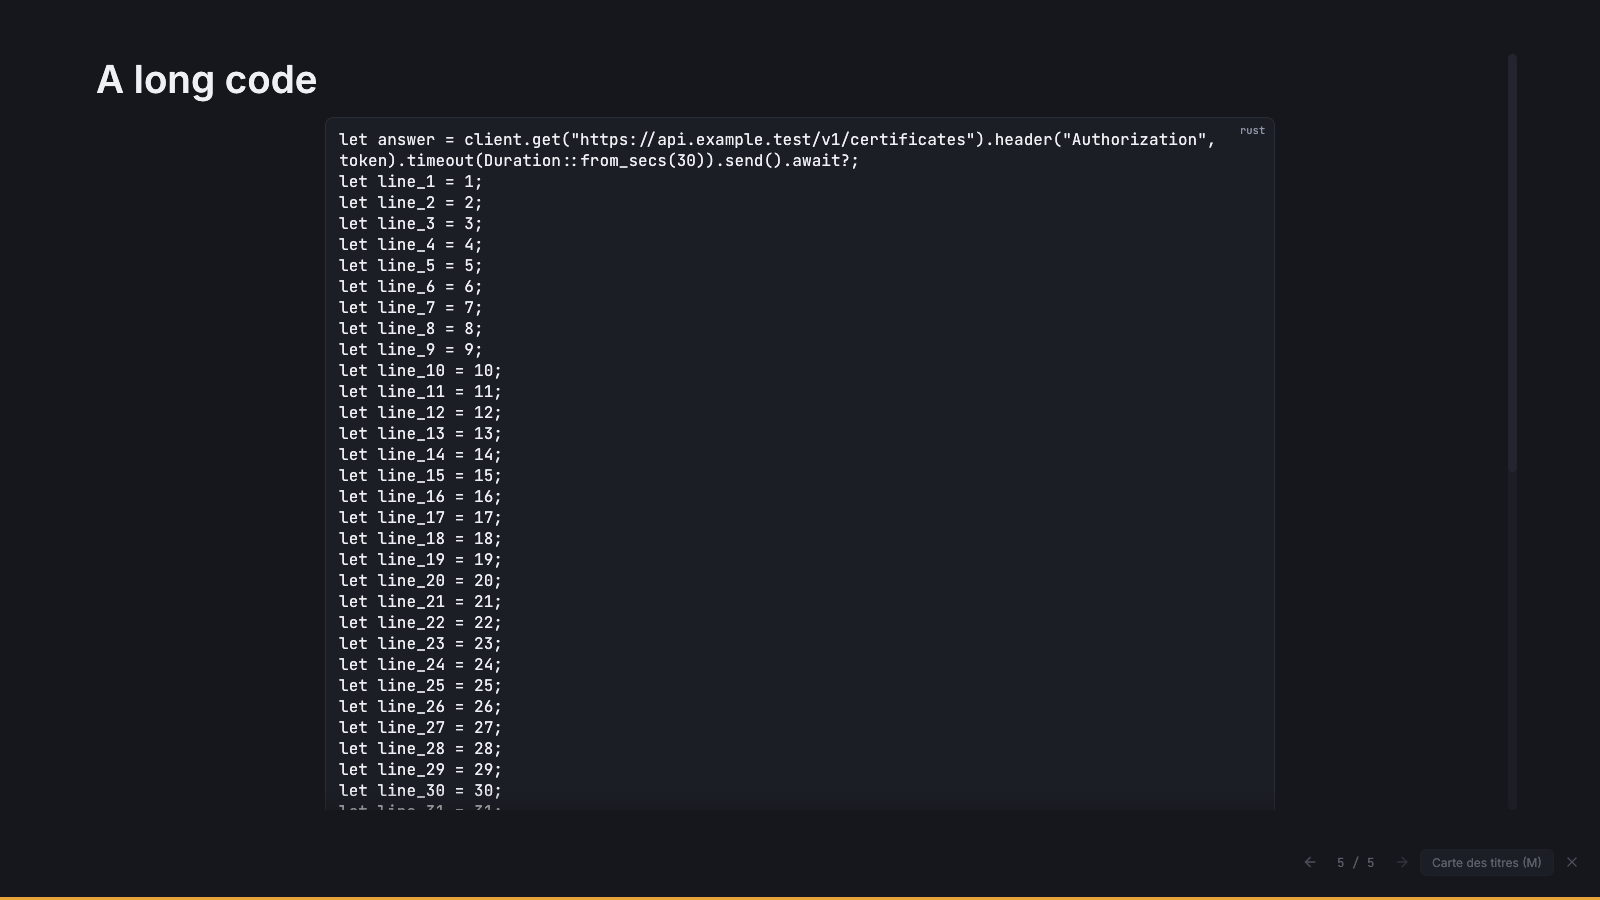 A long code
rust
let answer = client.get("https://api.example.test/v1/certificates").header("Authorization",
token).timeout(Duration::from_secs(30)).send().await?;
let line_1 = 1;
let line_2 = 2;
let line_3 = 3;
let line_4 = 4;
let line_5 = 5;
let line_6 = 6;
let line_7 = 7;
let line_8 = 8;
let line_9 = 9;
let line_10 = 10;
let line_11 = 11;
let line_12 = 12;
let line_13 = 13;
let line_14 = 14;
let line_15 = 15;
let line_16 = 16;
let line_17 = 17;
let line_18 = 18;
let line_19 = 19;
let line_20 = 20;
let line_21 = 21;
let line_22 = 22;
let line_23 = 23;
let line_24 = 24;
let line_25 = 25;
let line_26 = 26;
let line_27 = 27;
let line_28 = 28;
let line_29 = 29;
let line_30 = 30;
5 / 5
Carte des titres (M)